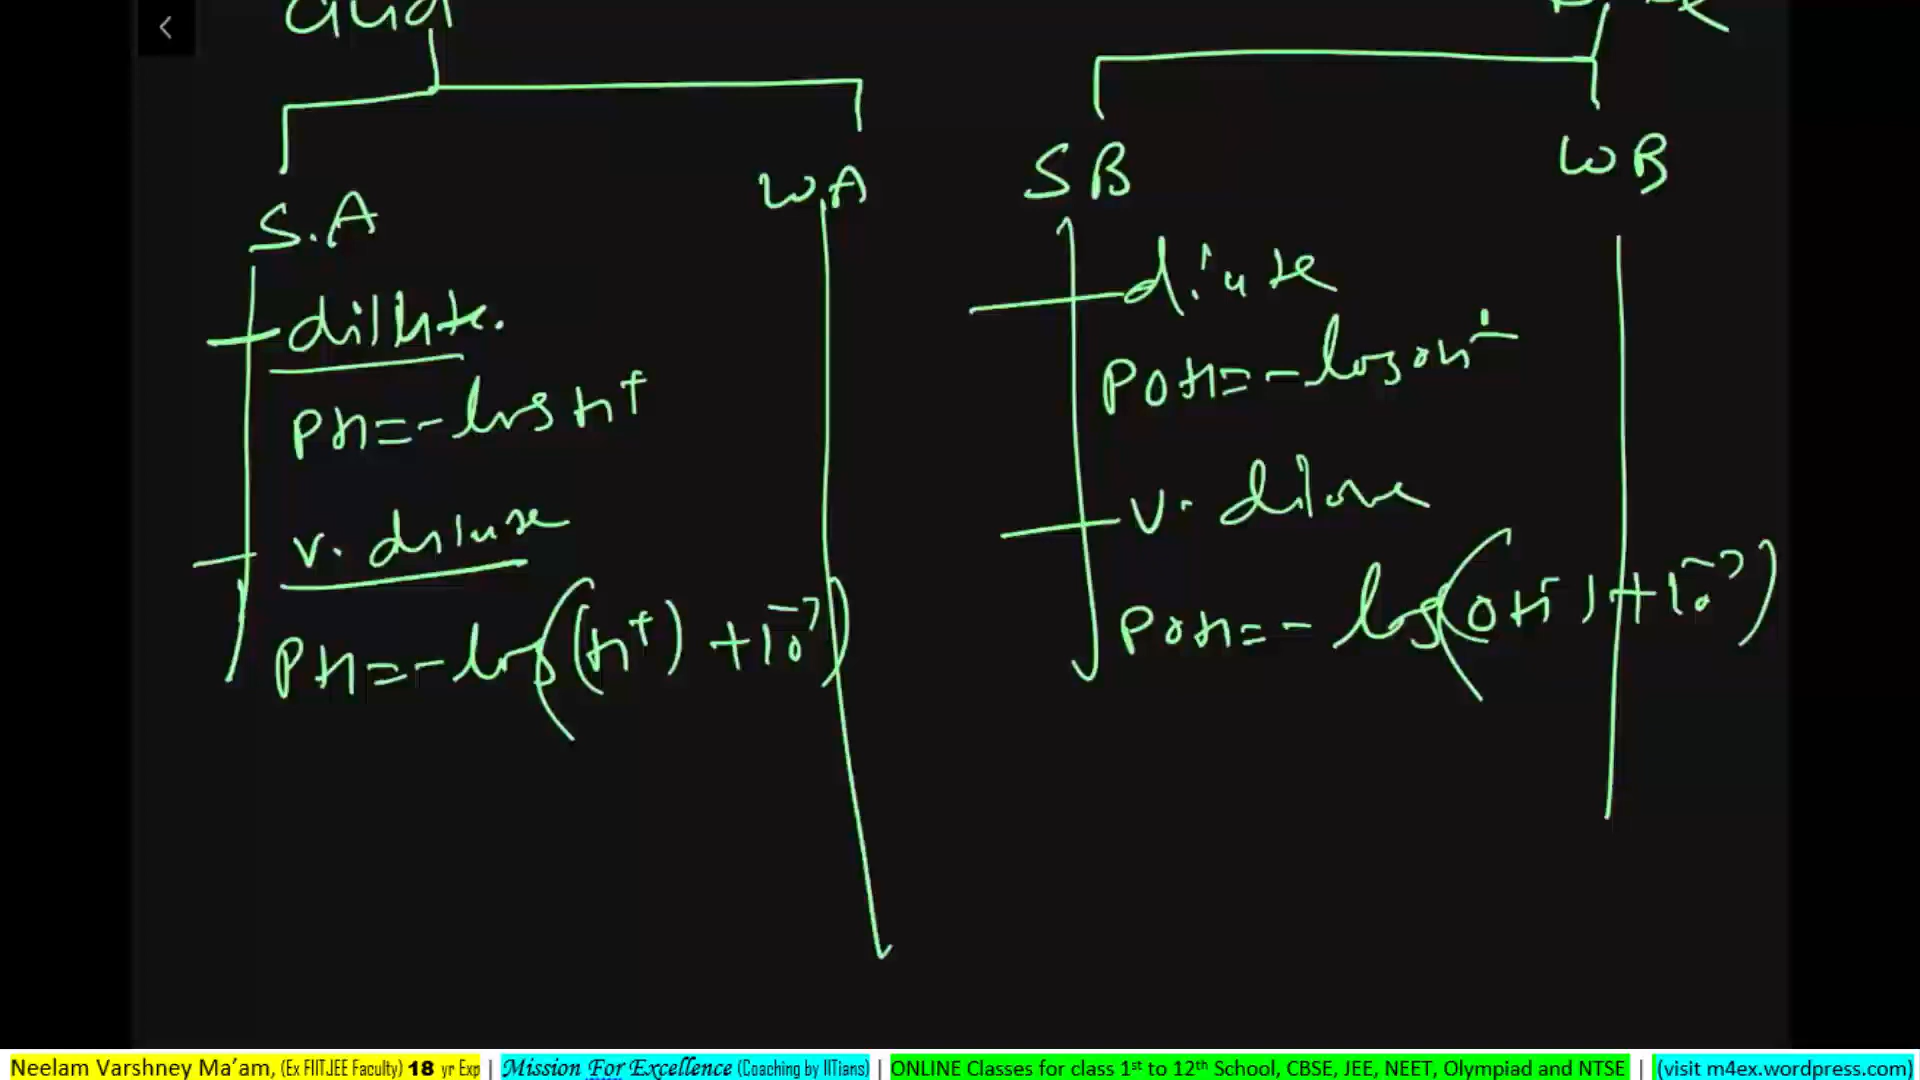 acid
S.A
W.A
dilute.
PH=-log H+
v. dilute
PH=-log((H+) +10-7)
SB
WB
dilute
POH=-log OH-
v. dilute
POH=-log(OH-)+10-7)
Neelam Varshney Ma'am, (Ex FIITJEE Faculty) 18 yr Exp | Mission For Excellence (Coaching by IITians) | ONLINE Classes for class 1st to 12th School, CBSE, JEE, NEET, Olympiad and NTSE | (visit m4ex.wordpress.com)